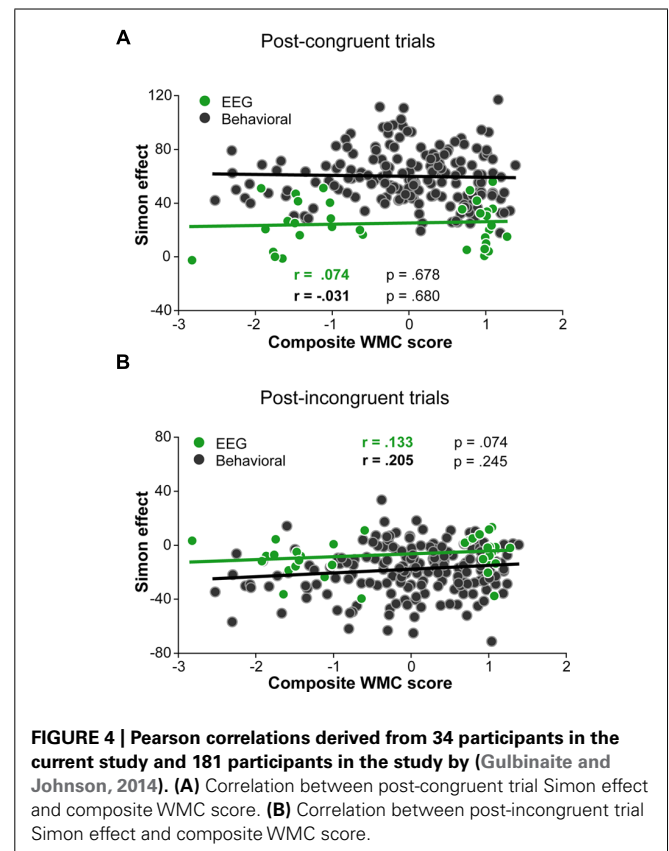 A
Post-congruent trials
120
80
40
0
-40
Simon effect
EEG
Behavioral
r = .074 p = .678
r = -.031 p = .680
-3 -2 -1 0 1 2
Composite WMC score
B
Post-incongruent trials
80
40
0
-40
-80
Simon effect
EEG
Behavioral
r = .133 p = .074
r = .205 p = .245
-3 -2 -1 0 1 2
Composite WMC score
FIGURE 4 | Pearson correlations derived from 34 participants in the
current study and 181 participants in the study by (Gulbinaite and
Johnson, 2014). (A) Correlation between post-congruent trial Simon effect
and composite WMC score. (B) Correlation between post-incongruent trial
Simon effect and composite WMC score.